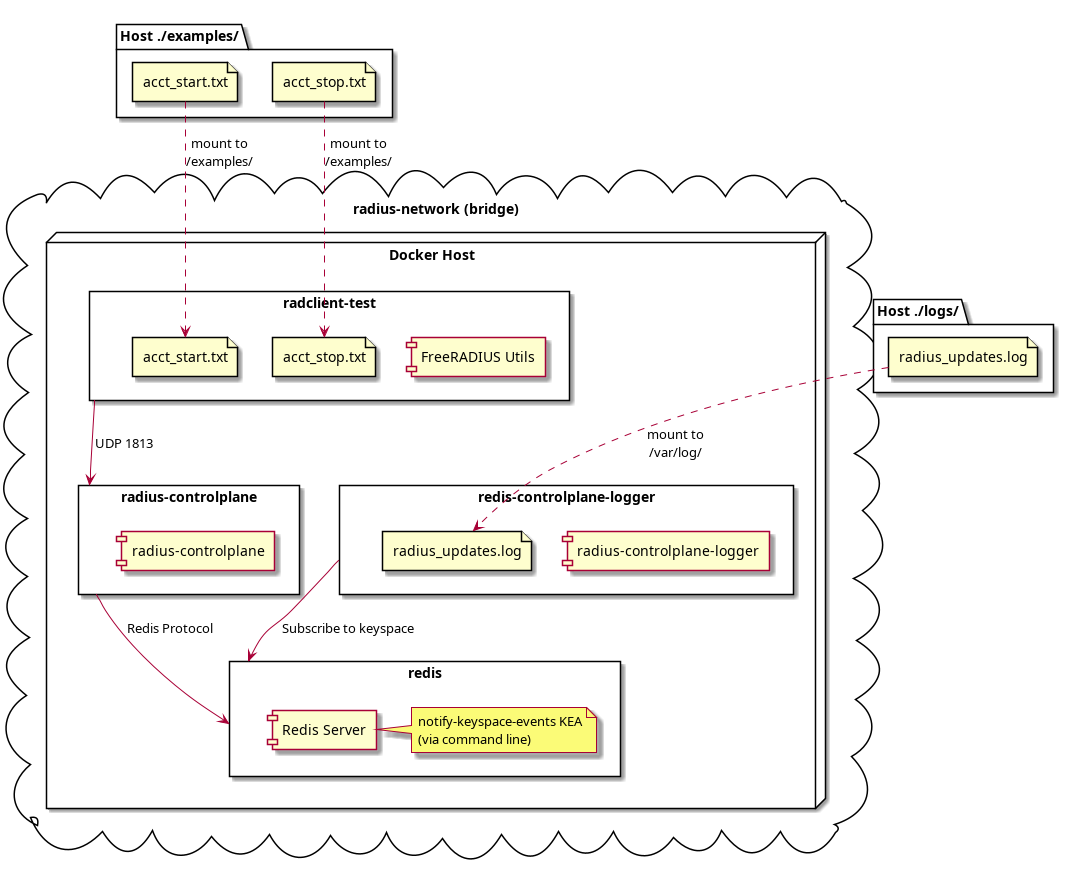 Host ./examples/
acct_start.txt
acct_stop.txt
mount to
/examples/
mount to
/examples/
radius-network (bridge)
Docker Host
radclient-test
acct_start.txt
acct_stop.txt
FreeRADIUS Utils
Host ./logs/
radius_updates.log
mount to
/var/log/
UDP 1813
radius-controlplane
radius-controlplane
redis-controlplane-logger
radius_updates.log
radius-controlplane-logger
Redis Protocol
Subscribe to keyspace
redis
Redis Server
notify-keyspace-events KEA
(via command line)